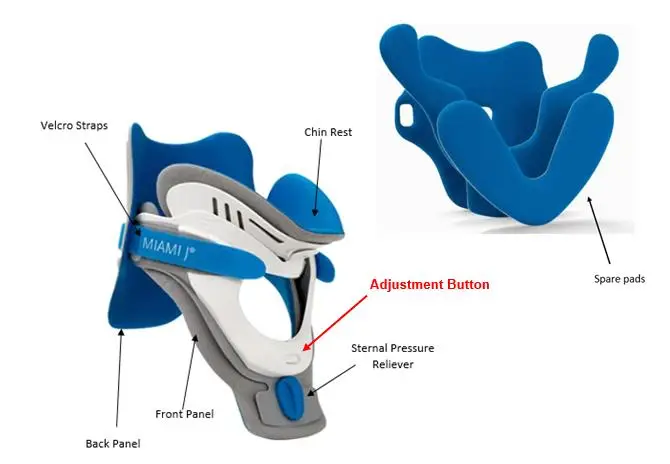 Velcro Straps
Chin Rest
MIAMI J®
Adjustment Button
Spare pads
Sternal Pressure
Reliever
Front Panel
Back Panel